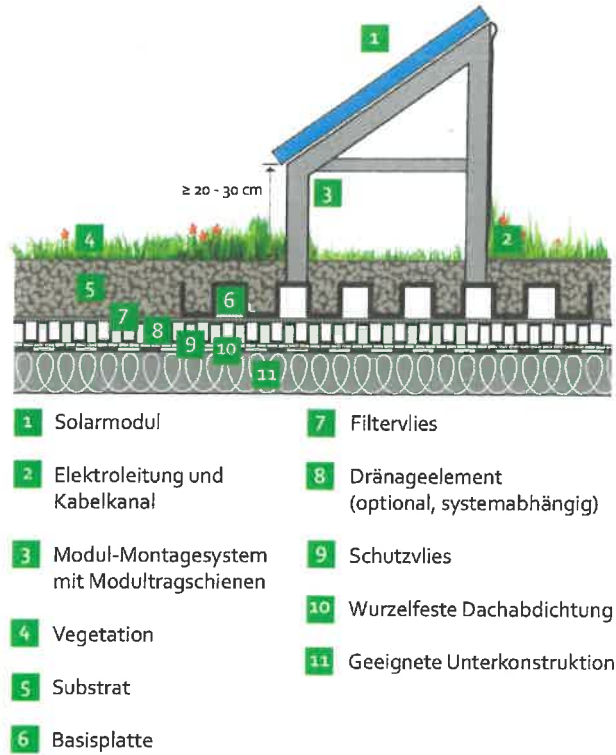 1
≥ 20 - 30 cm
3
4
2
5
6
7
8
9
10
11
1 Solarmodul
2 Elektroleitung und
Kabelkanal
3 Modul-Montagesystem
mit Modultragschienen
4 Vegetation
5 Substrat
6 Basisplatte
7 Filtervlies
8 Dränageelement
(optional, systemabhängig)
9 Schutzvlies
10 Wurzelfeste Dachabdichtung
11 Geeignete Unterkonstruktion